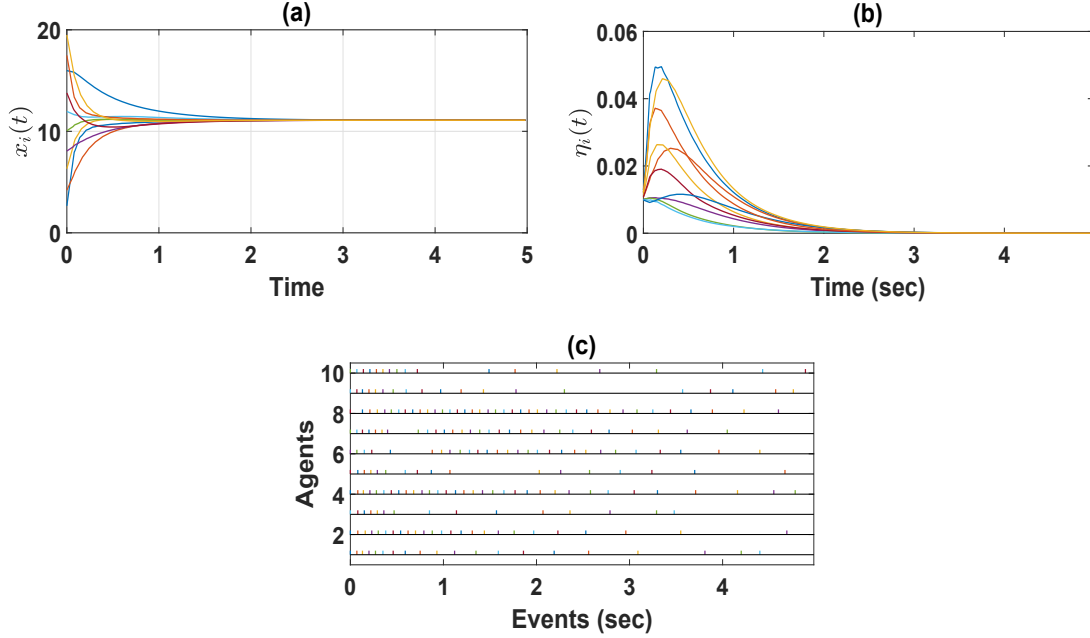 (a)
20
10
0
x_i(t)
0 1 2 3 4 5
Time
(b)
0.06
0.04
0.02
0
η_i(t)
0 1 2 3 4
Time (sec)
(c)
10
8
6
4
2
Agents
0 1 2 3 4
Events (sec)